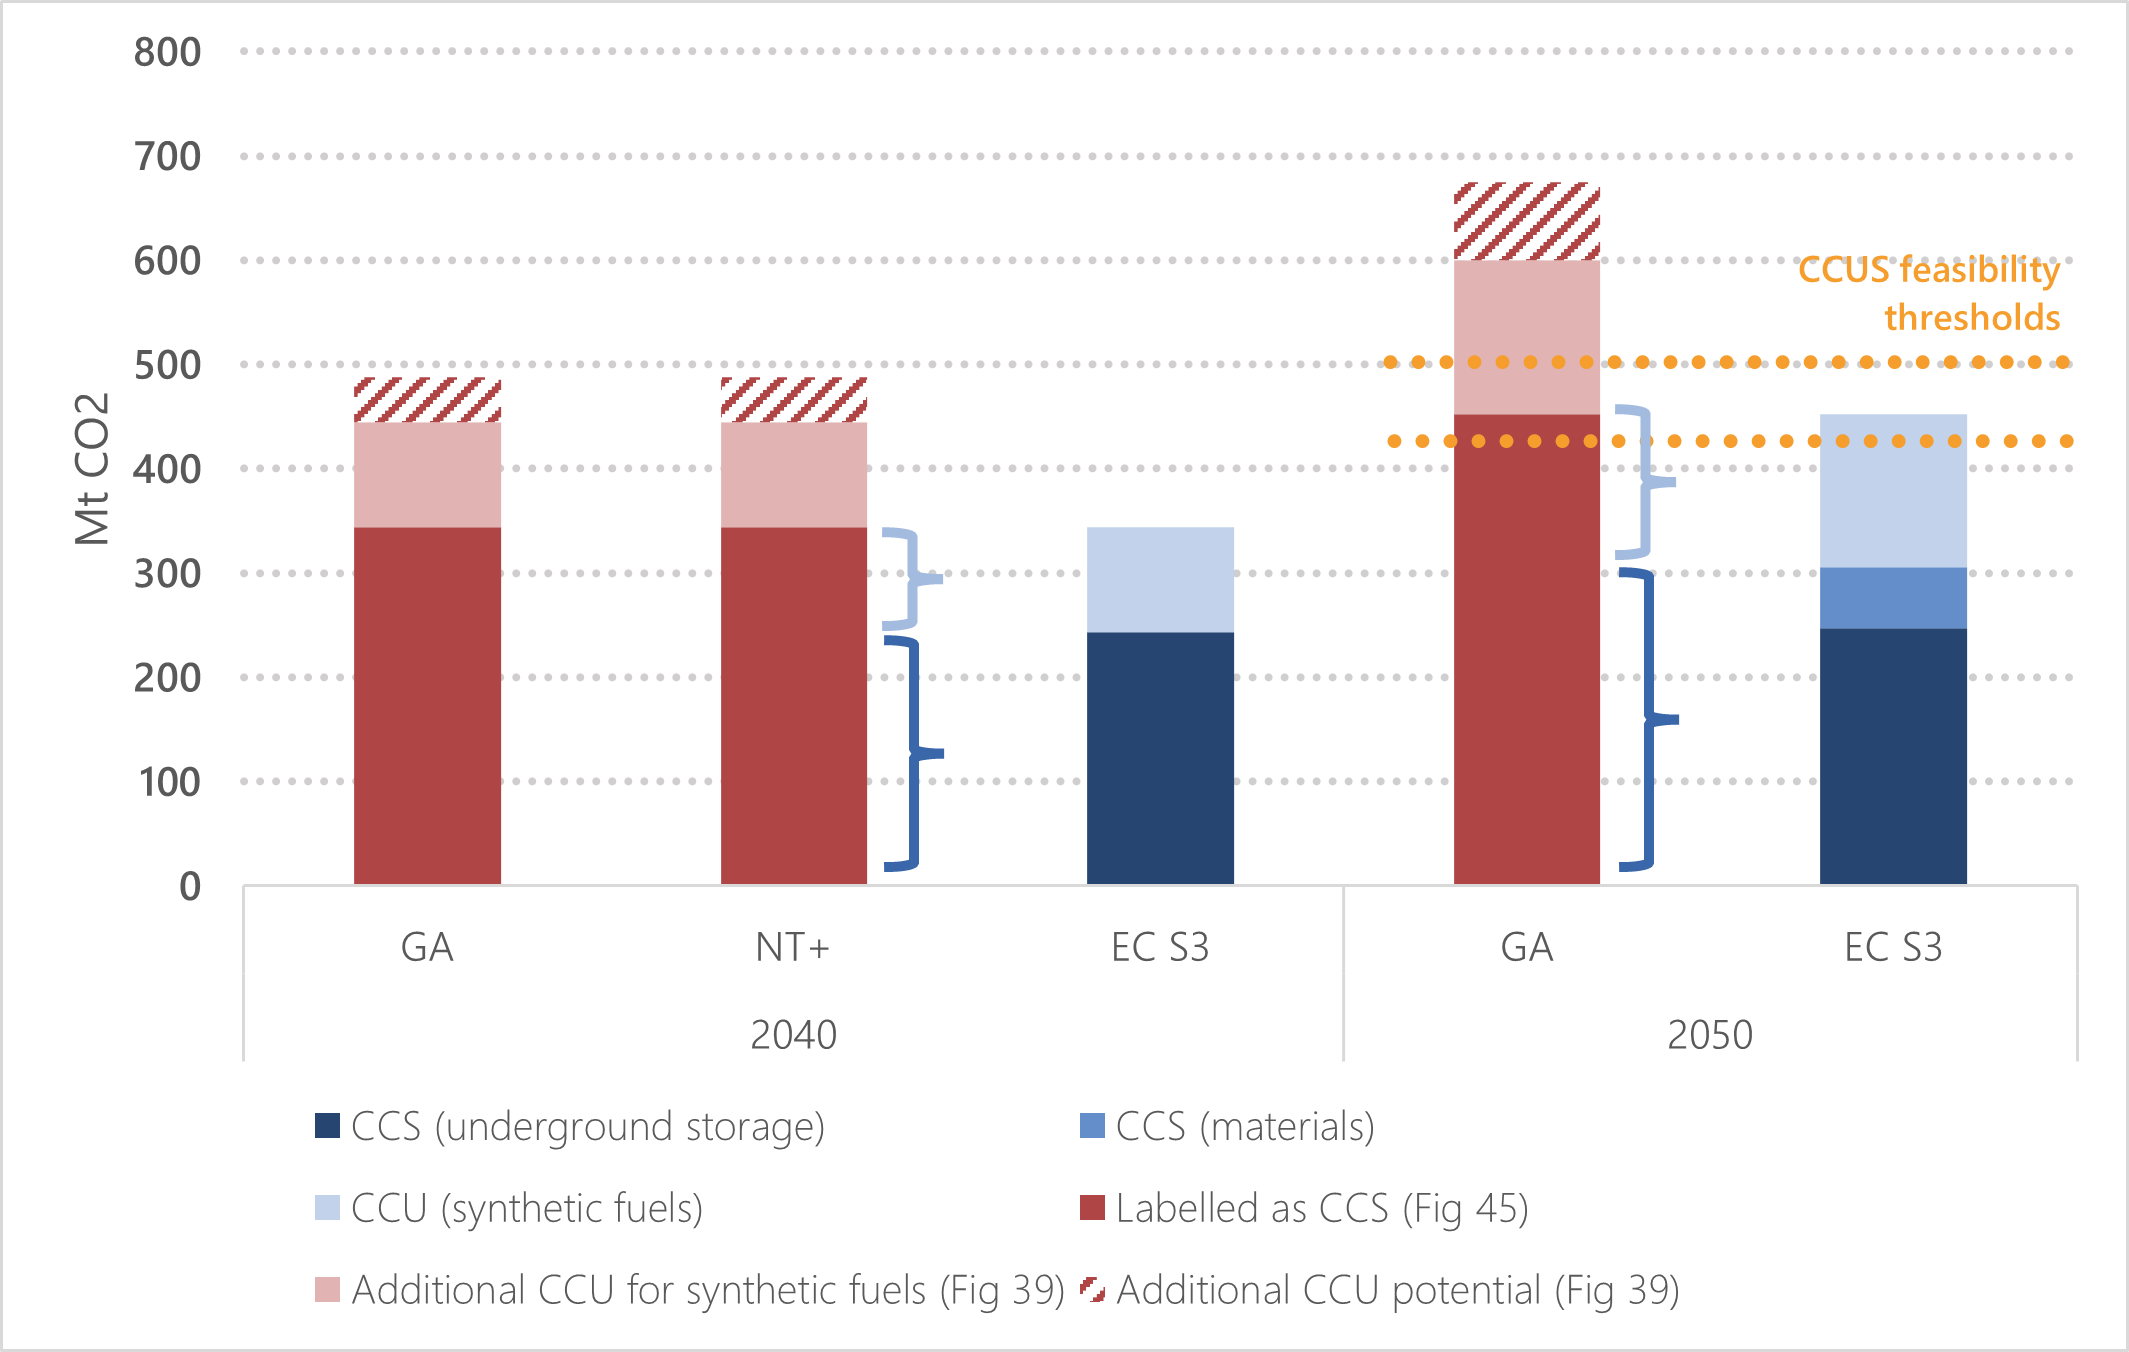 800
700
600
500
400
300
200
100
0
Mt CO2
CCUS feasibility
thresholds
GA
NT+
EC S3
GA
EC S3
2040
2050
CCS (underground storage)
CCS (materials)
CCU (synthetic fuels)
Labelled as CCS (Fig 45)
Additional CCU for synthetic fuels (Fig 39)
Additional CCU potential (Fig 39)